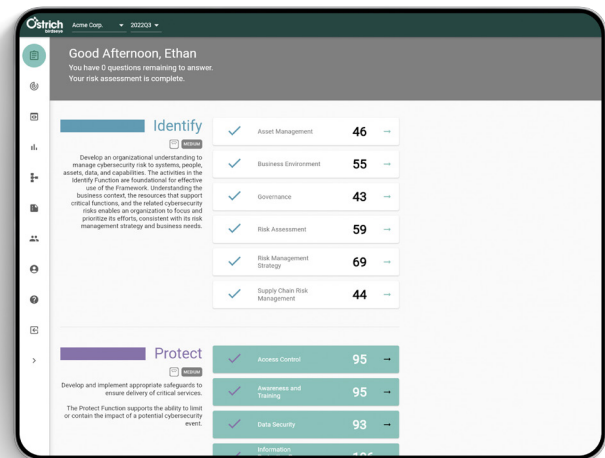 Ostrich
birdseye
Acme Corp.
2022Q3
Good Afternoon, Ethan
You have 0 questions remaining to answer.
Your risk assessment is complete.
Identify
MEDIUM
Develop an organizational understanding to
manage cybersecurity risk to systems, people,
assets, data, and capabilities. The activities in the
Identify Function are foundational for effective
use of the Framework. Understanding the
business context, the resources that support
critical functions, and the related cybersecurity
risks enables an organization to focus and
prioritize its efforts, consistent with its risk
management strategy and business needs.
Asset Management 46
Business Environment 55
Governance 43
Risk Assessment 59
Risk Management
Strategy 69
Supply Chain Risk
Management 44
Protect
MEDIUM
Develop and implement appropriate safeguards to
ensure delivery of critical services.
The Protect Function supports the ability to limit
or contain the impact of a potential cybersecurity
event.
Access Control 95
Awareness and
Training 95
Data Security 93
Information